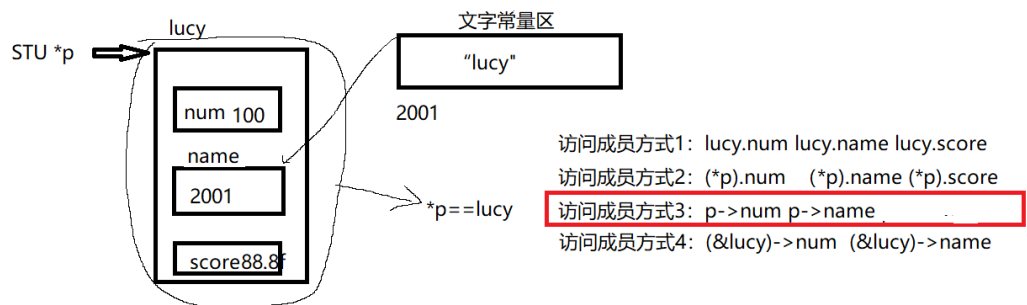 lucy
文字常量区
STU *p
“lucy"
num 100
2001
name
2001
*p==lucy
score88.8f
访问成员方式1：lucy.num lucy.name lucy.score
访问成员方式2：(*p).num (*p).name (*p).score
访问成员方式3：p->num p->name
访问成员方式4：(&lucy)->num (&lucy)->name